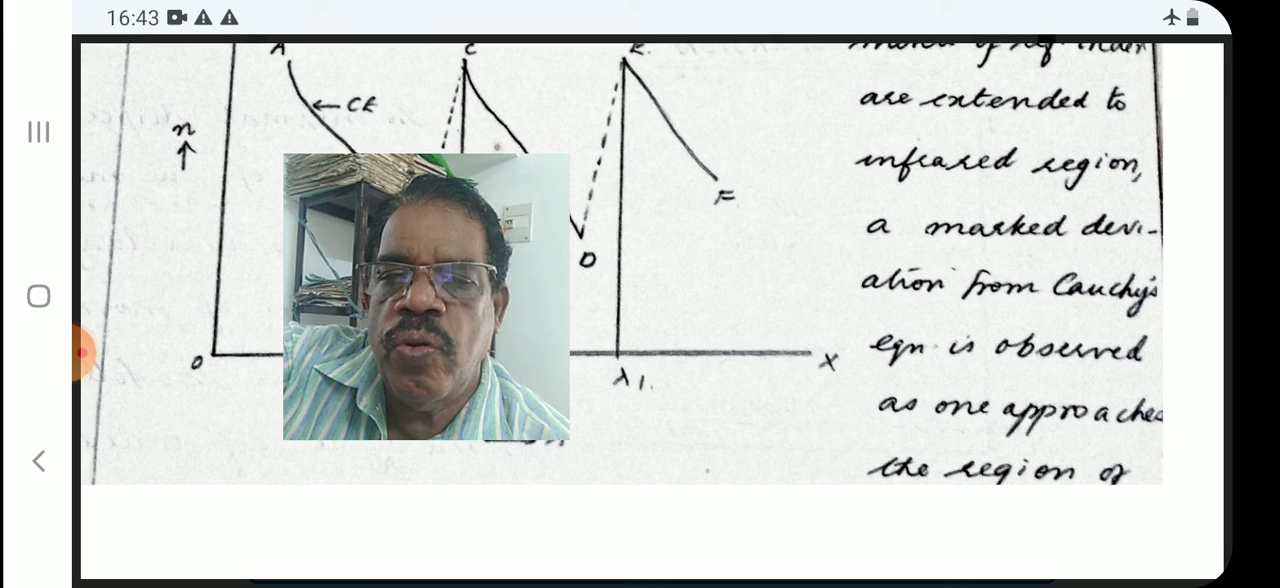 16:43
A
C
n
← CE
D
F
O
X
λ1.
are extended to
infrared region,
a marked devi-
ation from Cauchy's
eqn. is observed
as one approaches
the region of